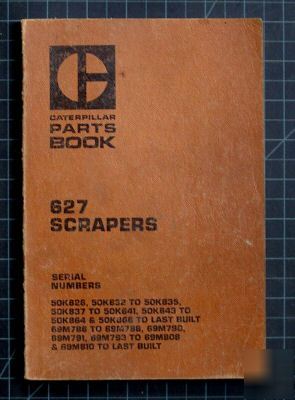 CATERPILLAR
PARTS
BOOK
627
SCRAPERS
SERIAL
NUMBERS
50K828, 50K832 TO 50K835,
50K837 TO 50K841, 50K843 TO
50K864 & 50K866 TO LAST BUILT
69M786 TO 69M788, 69M790,
69M791, 69M793 TO 69M808
& 69M810 TO LAST BUILT